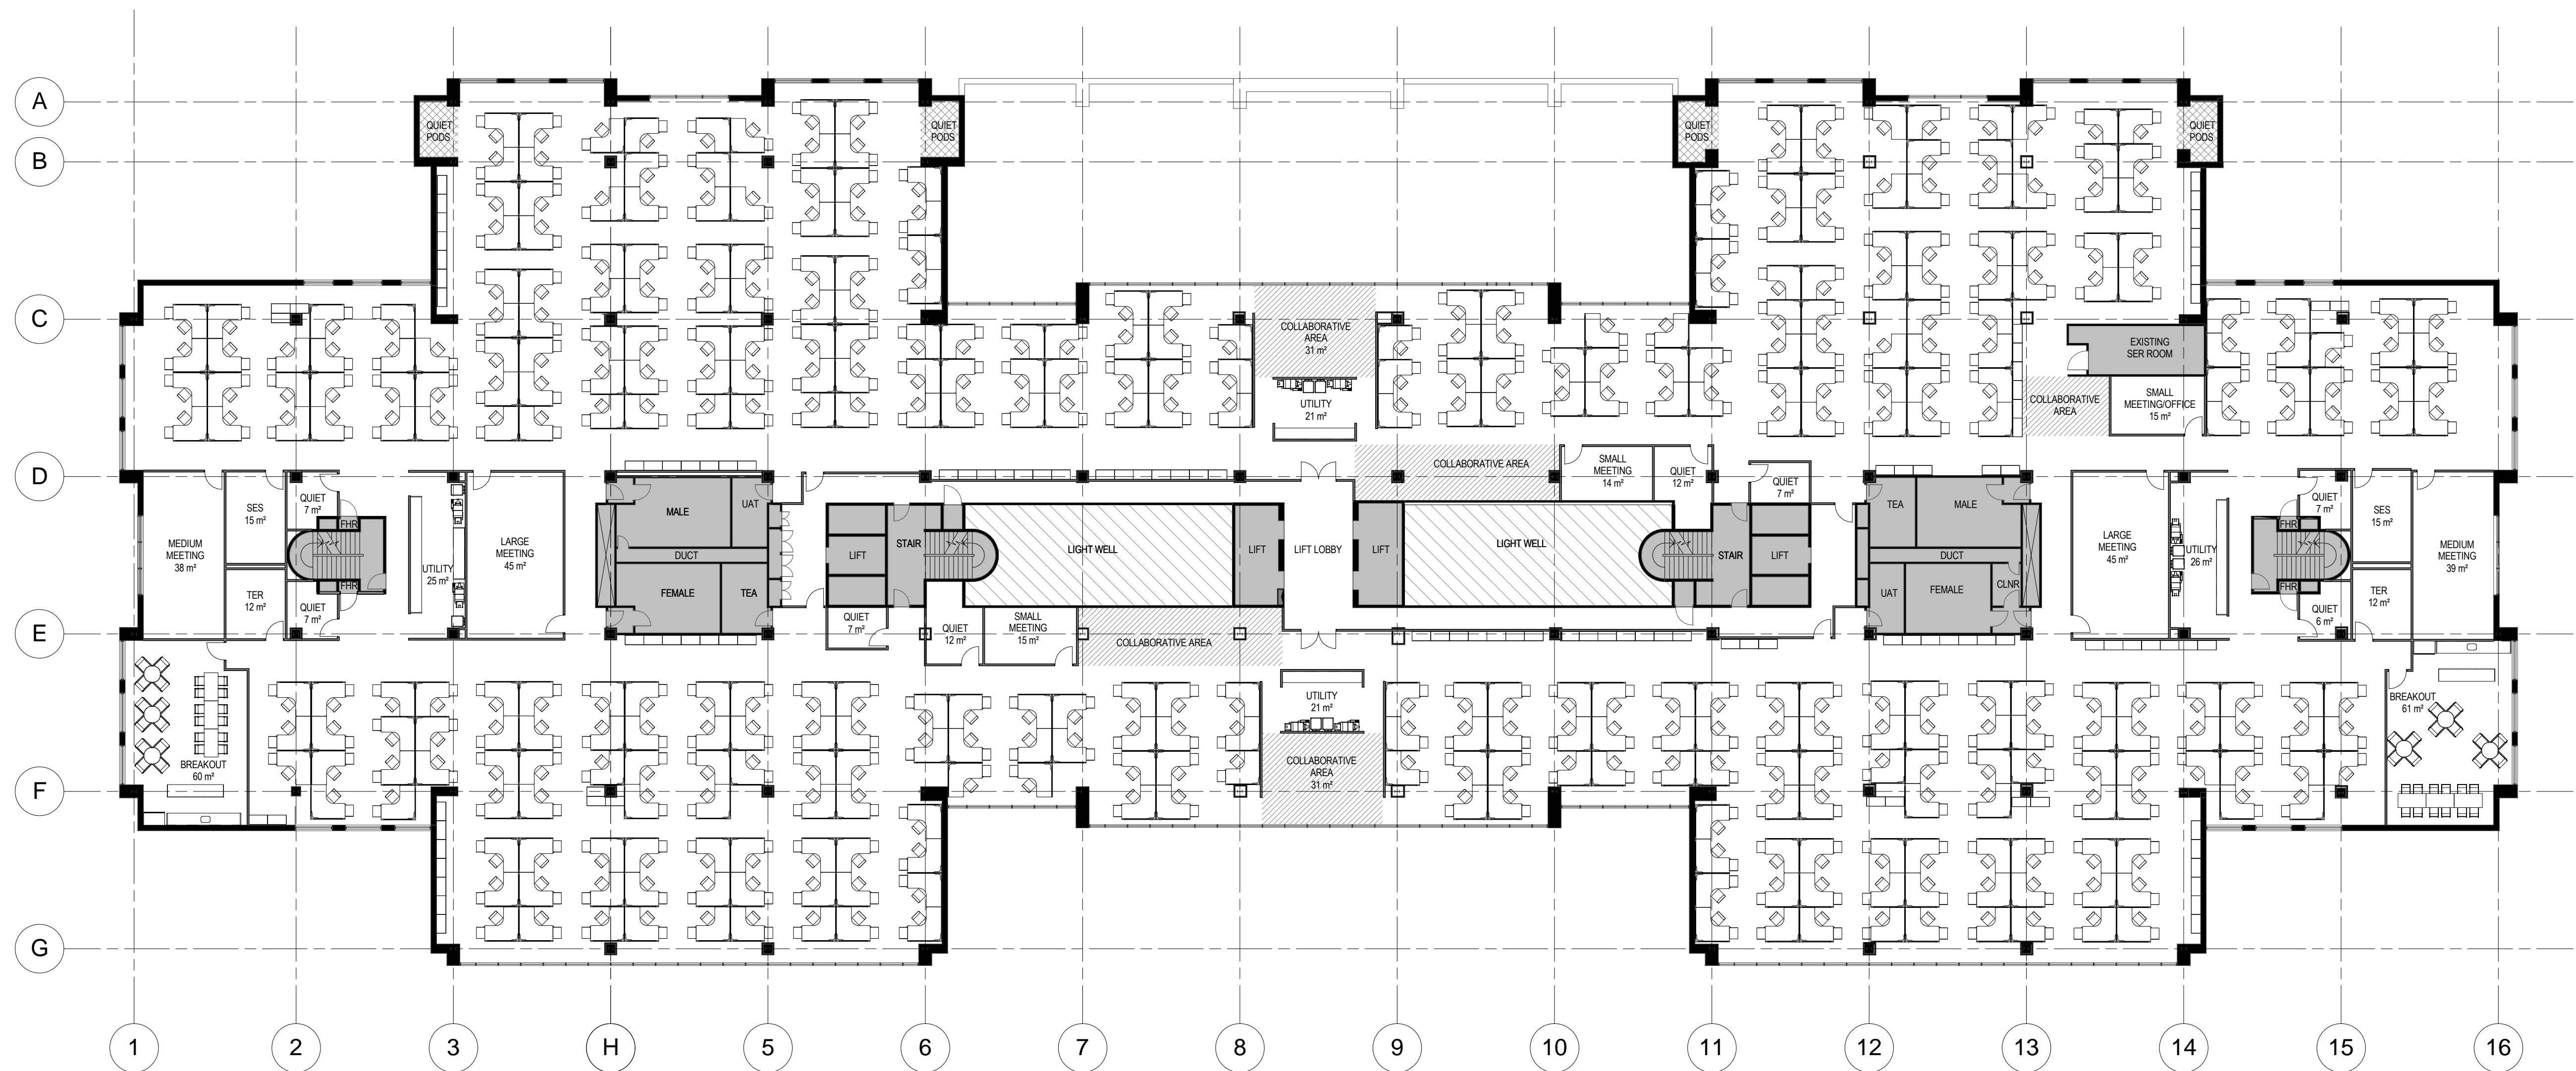 A
B
C
D
E
F
G
QUIET
PODS
QUIET
PODS
QUIET
PODS
QUIET
PODS
COLLABORATIVE
AREA
31 m²
UTILITY
21 m²
EXISTING
SER ROOM
COLLABORATIVE
AREA
SMALL
MEETING/OFFICE
15 m²
COLLABORATIVE AREA
SMALL
MEETING
14 m²
QUIET
12 m²
QUIET
7 m²
MEDIUM
MEETING
38 m²
SES
15 m²
TER
12 m²
QUIET
7 m²
FHR
FHR
QUIET
7 m²
UTILITY
25 m²
LARGE
MEETING
45 m²
MALE
UAT
DUCT
FEMALE
TEA
LIFT
STAIR
LIGHT WELL
LIFT
LIFT LOBBY
LIFT
LIGHT WELL
STAIR
LIFT
TEA
MALE
DUCT
UAT
FEMALE
CLNR
LARGE
MEETING
45 m²
UTILITY
26 m²
QUIET
7 m²
FHR
FHR
QUIET
6 m²
SES
15 m²
TER
12 m²
MEDIUM
MEETING
39 m²
QUIET
7 m²
QUIET
12 m²
SMALL
MEETING
15 m²
COLLABORATIVE AREA
BREAKOUT
60 m²
UTILITY
21 m²
COLLABORATIVE
AREA
31 m²
BREAKOUT
61 m²
1
2
3
H
5
6
7
8
9
10
11
12
13
14
15
16